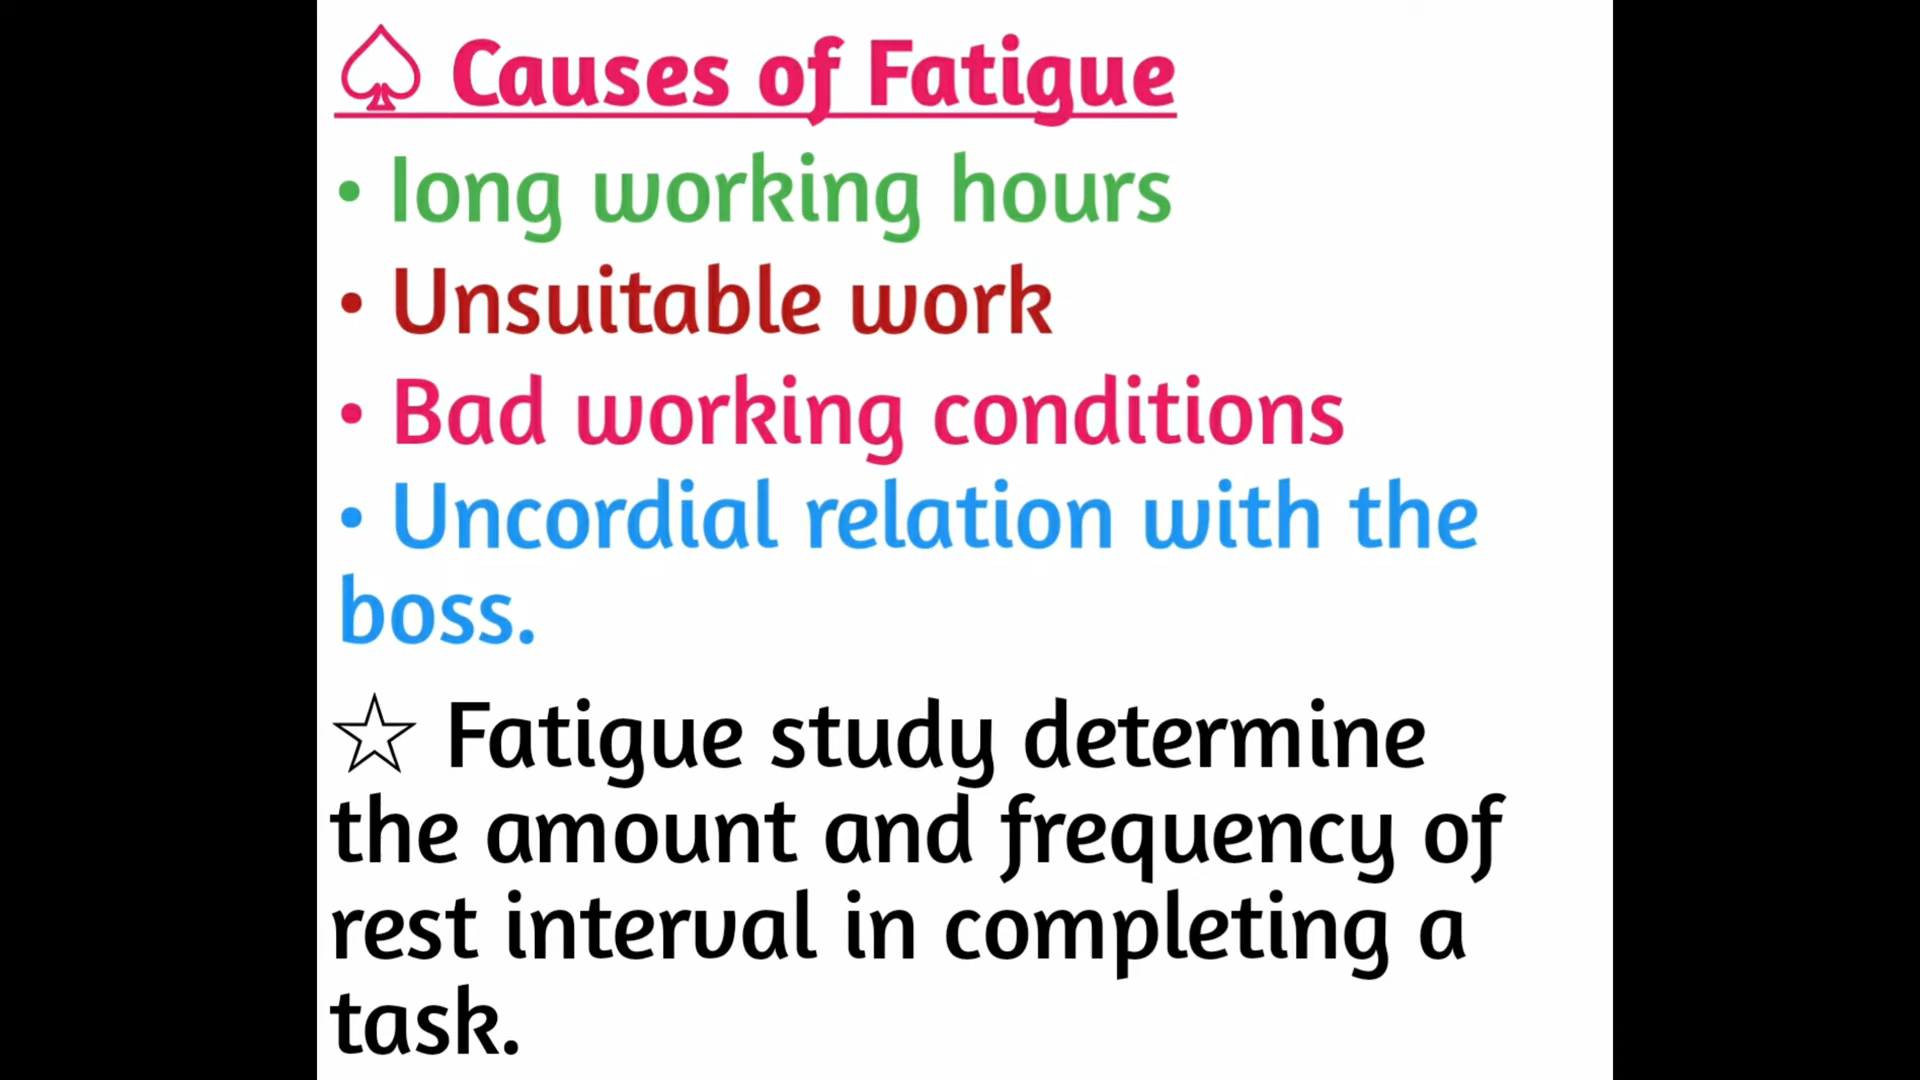 ♤ Causes of Fatigue
• long working hours
• Unsuitable work
• Bad working conditions
• Uncordial relation with the
boss.
☆ Fatigue study determine
the amount and frequency of
rest interval in completing a
task.